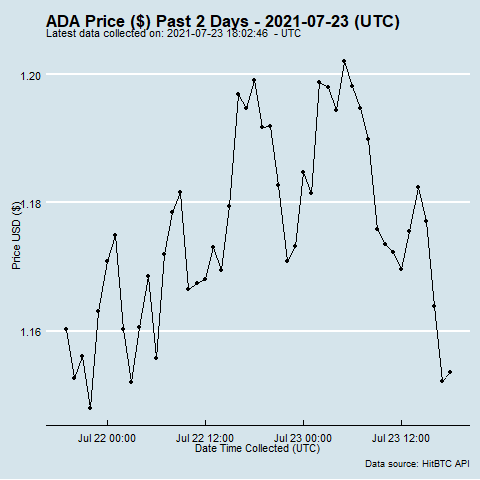 ADA Price ($) Past 2 Days - 2021-07-23 (UTC)
Latest data collected on: 2021-07-23 18:02:46  - UTC
1.20
1.18
1.16
Price USD ($)
Jul 22 00:00
Jul 22 12:00
Jul 23 00:00
Jul 23 12:00
Date Time Collected (UTC)
Data source: HitBTC API